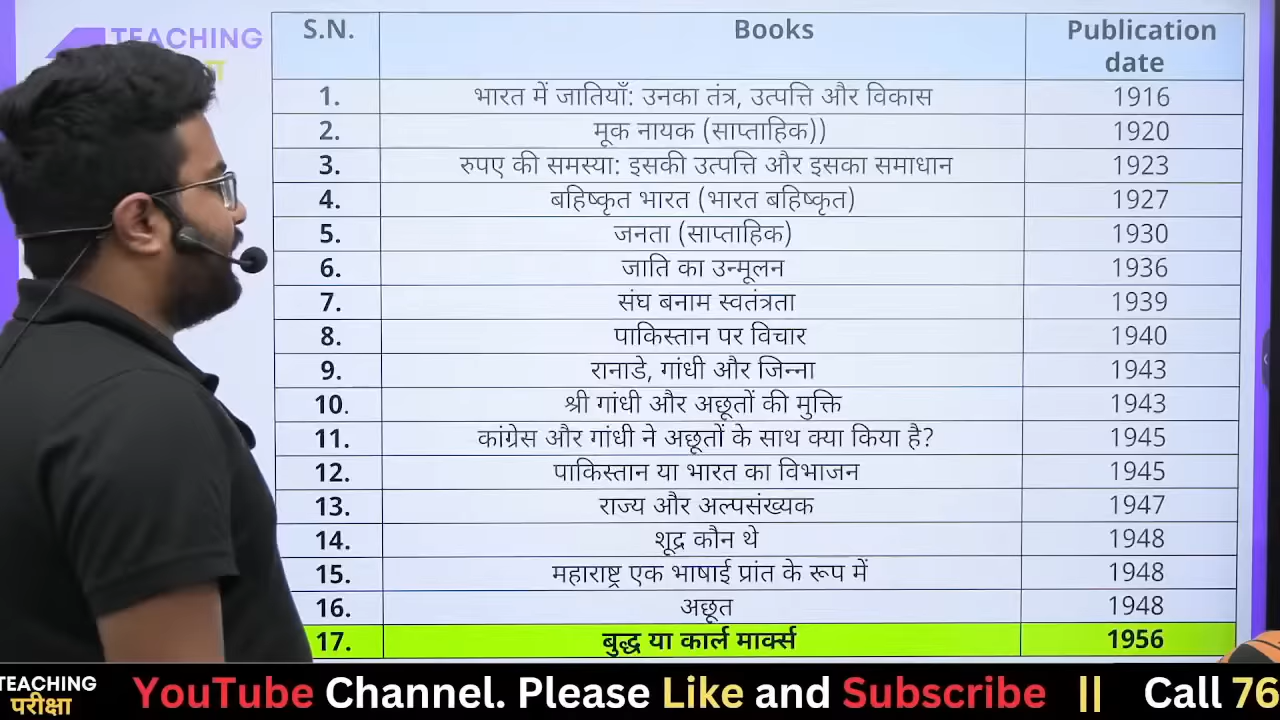 TEACHING
S.N. Books Publication date
1. भारत में जातियाँ: उनका तंत्र, उत्पत्ति और विकास 1916
2. मूक नायक (साप्ताहिक)) 1920
3. रुपए की समस्या: इसकी उत्पत्ति और इसका समाधान 1923
4. बहिष्कृत भारत (भारत बहिष्कृत) 1927
5. जनता (साप्ताहिक) 1930
6. जाति का उन्मूलन 1936
7. संघ बनाम स्वतंत्रता 1939
8. पाकिस्तान पर विचार 1940
9. रानाडे, गांधी और जिन्ना 1943
10. श्री गांधी और अछूतों की मुक्ति 1943
11. कांग्रेस और गांधी ने अछूतों के साथ क्या किया है? 1945
12. पाकिस्तान या भारत का विभाजन 1945
13. राज्य और अल्पसंख्यक 1947
14. शूद्र कौन थे 1948
15. महाराष्ट्र एक भाषाई प्रांत के रूप में 1948
16. अछूत 1948
17. बुद्ध या कार्ल मार्क्स 1956
TEACHING
परीक्षा
YouTube Channel. Please Like and Subscribe || Call 76